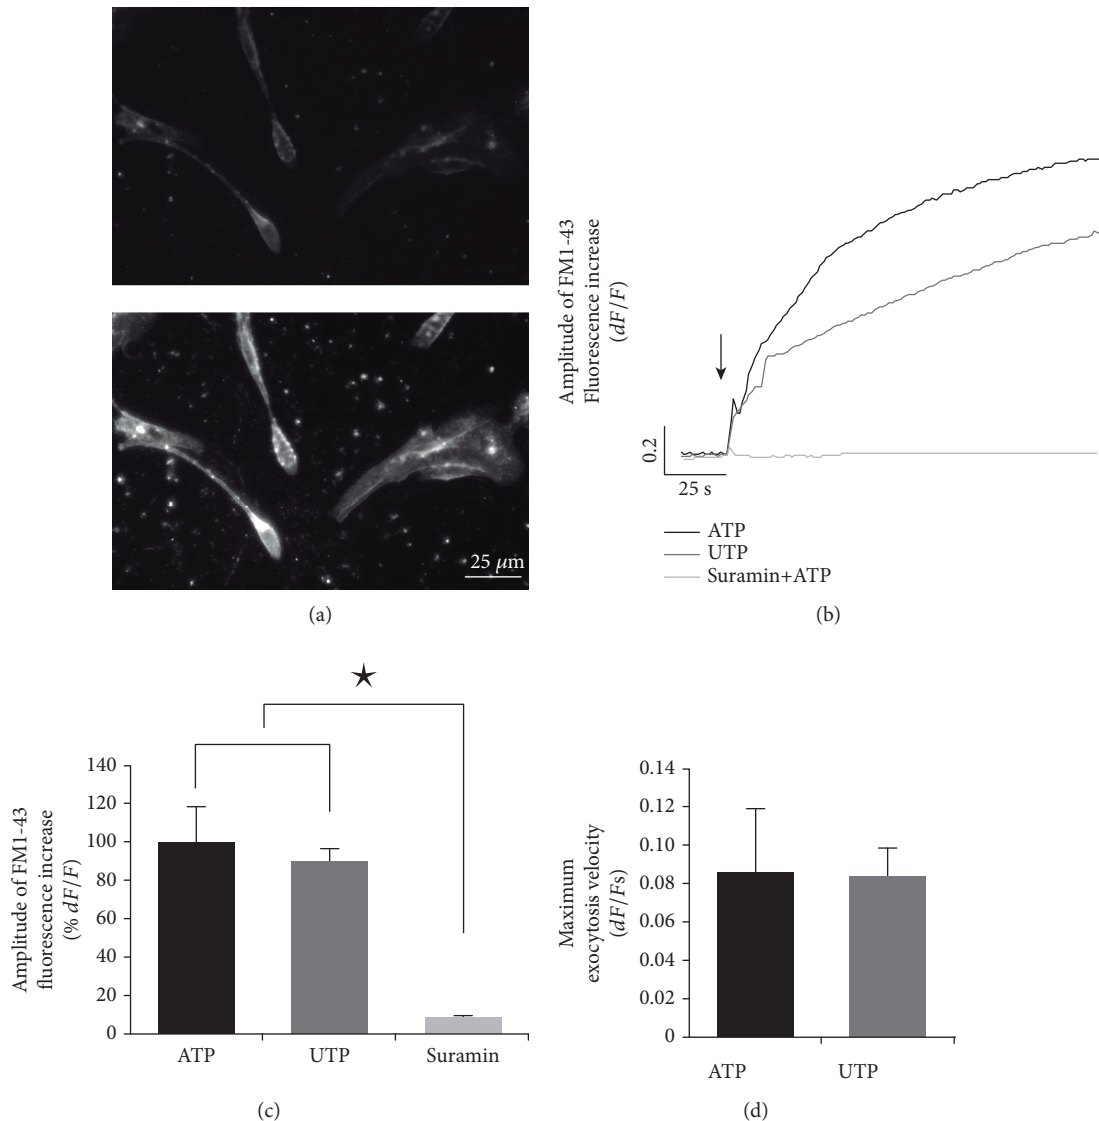 25 μm
(a)
Amplitude of FM1-43
Fluorescence increase
(dF/F)
0.2
25 s
ATP
UTP
Suramin+ATP
(b)
Amplitude of FM1-43
fluorescence increase
(% dF/F)
140
120
100
80
60
40
20
0
ATP UTP Suramin
(c)
Maximum
exocytosis velocity
(dF/Fs)
0.14
0.12
0.10
0.08
0.06
0.04
0.02
0
ATP UTP
(d)